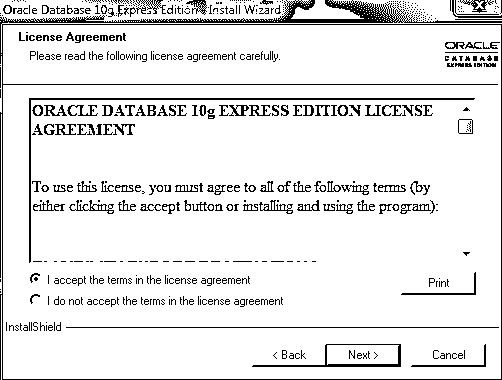 Oracle Database 10g Express Edition - Install Wizard
License Agreement
Please read the following license agreement carefully.
ORACLE
DATABASE
EXPRESS EDITION
ORACLE DATABASE 10g EXPRESS EDITION LICENSE
AGREEMENT
To use this license, you must agree to all of the following terms (by
either clicking the accept button or installing and using the program):
I accept the terms in the license agreement
I do not accept the terms in the license agreement
Print
InstallShield
< Back
Next >
Cancel